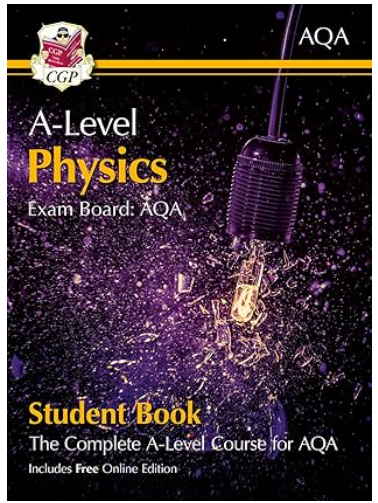 AQA
CGP
CGP
A-Level
Physics
Exam Board: AQA
Student Book
The Complete A-Level Course for AQA
Includes Free Online Edition